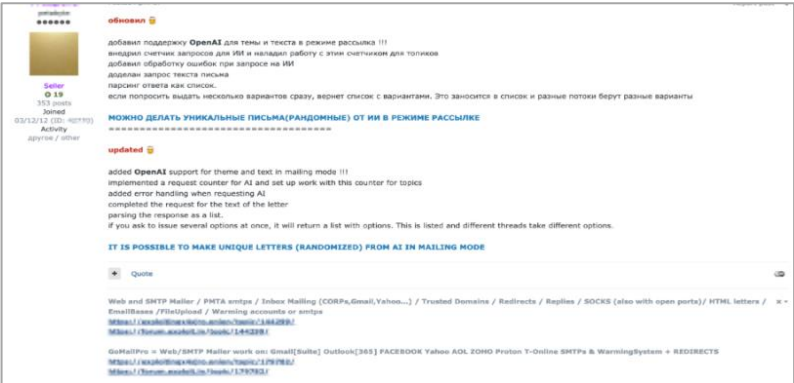 Seller
19
353 posts
Joined
03/12/12 (ID:
Activity
другое / other
обновил
добавил поддержку OpenAI для темы и текста в режиме рассылка !!!
внедрил счетчик запросов для ИИ и наладил работу с этим счетчиком для топиков
добавил обработку ошибок при запросе на ИИ
доделан запрос текста письма
парсинг ответа как список.
если попросить выдать несколько вариантов сразу, вернет список с вариантами. Это заносится в список и разные потоки берут разные варианты
МОЖНО ДЕЛАТЬ УНИКАЛЬНЫЕ ПИСЬМА(РАНДОМНЫЕ) ОТ ИИ В РЕЖИМЕ РАССЫЛКЕ
====================================
updated
added OpenAI support for theme and text in mailing mode !!!
implemented a request counter for AI and set up work with this counter for topics
added error handling when requesting AI
completed the request for the text of the letter
parsing the response as a list.
if you ask to issue several options at once, it will return a list with options. This is listed and different threads take different options.
IT IS POSSIBLE TO MAKE UNIQUE LETTERS (RANDOMIZED) FROM AI IN MAILING MODE
+ Quote
Web and SMTP Mailer / PMTA smtps / Inbox Mailing (CORPs,Gmail,Yahoo...) / Trusted Domains / Redirects / Replies / SOCKS (also with open ports)/ HTML letters /
EmailBases /FileUpload / Warming accounts or smtps
GoMailPro = Web/SMTP Mailer work on: Gmail[Suite] Outlook[365] FACEBOOK Yahoo AOL ZOHO Proton T-Online SMTPs & WarmingSystem + REDIRECTS